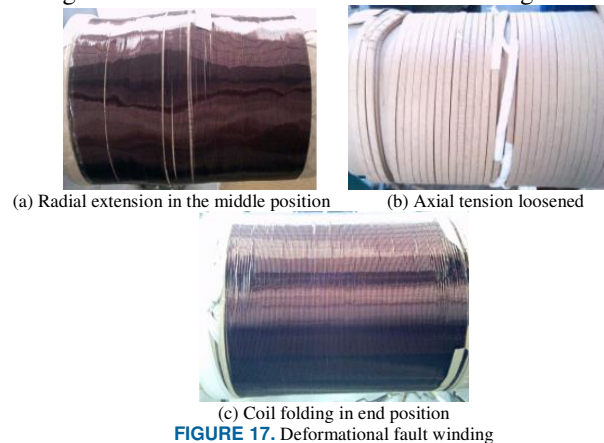 (a) Radial extension in the middle position
(b) Axial tension loosened
(c) Coil folding in end position
FIGURE 17. Deformational fault winding